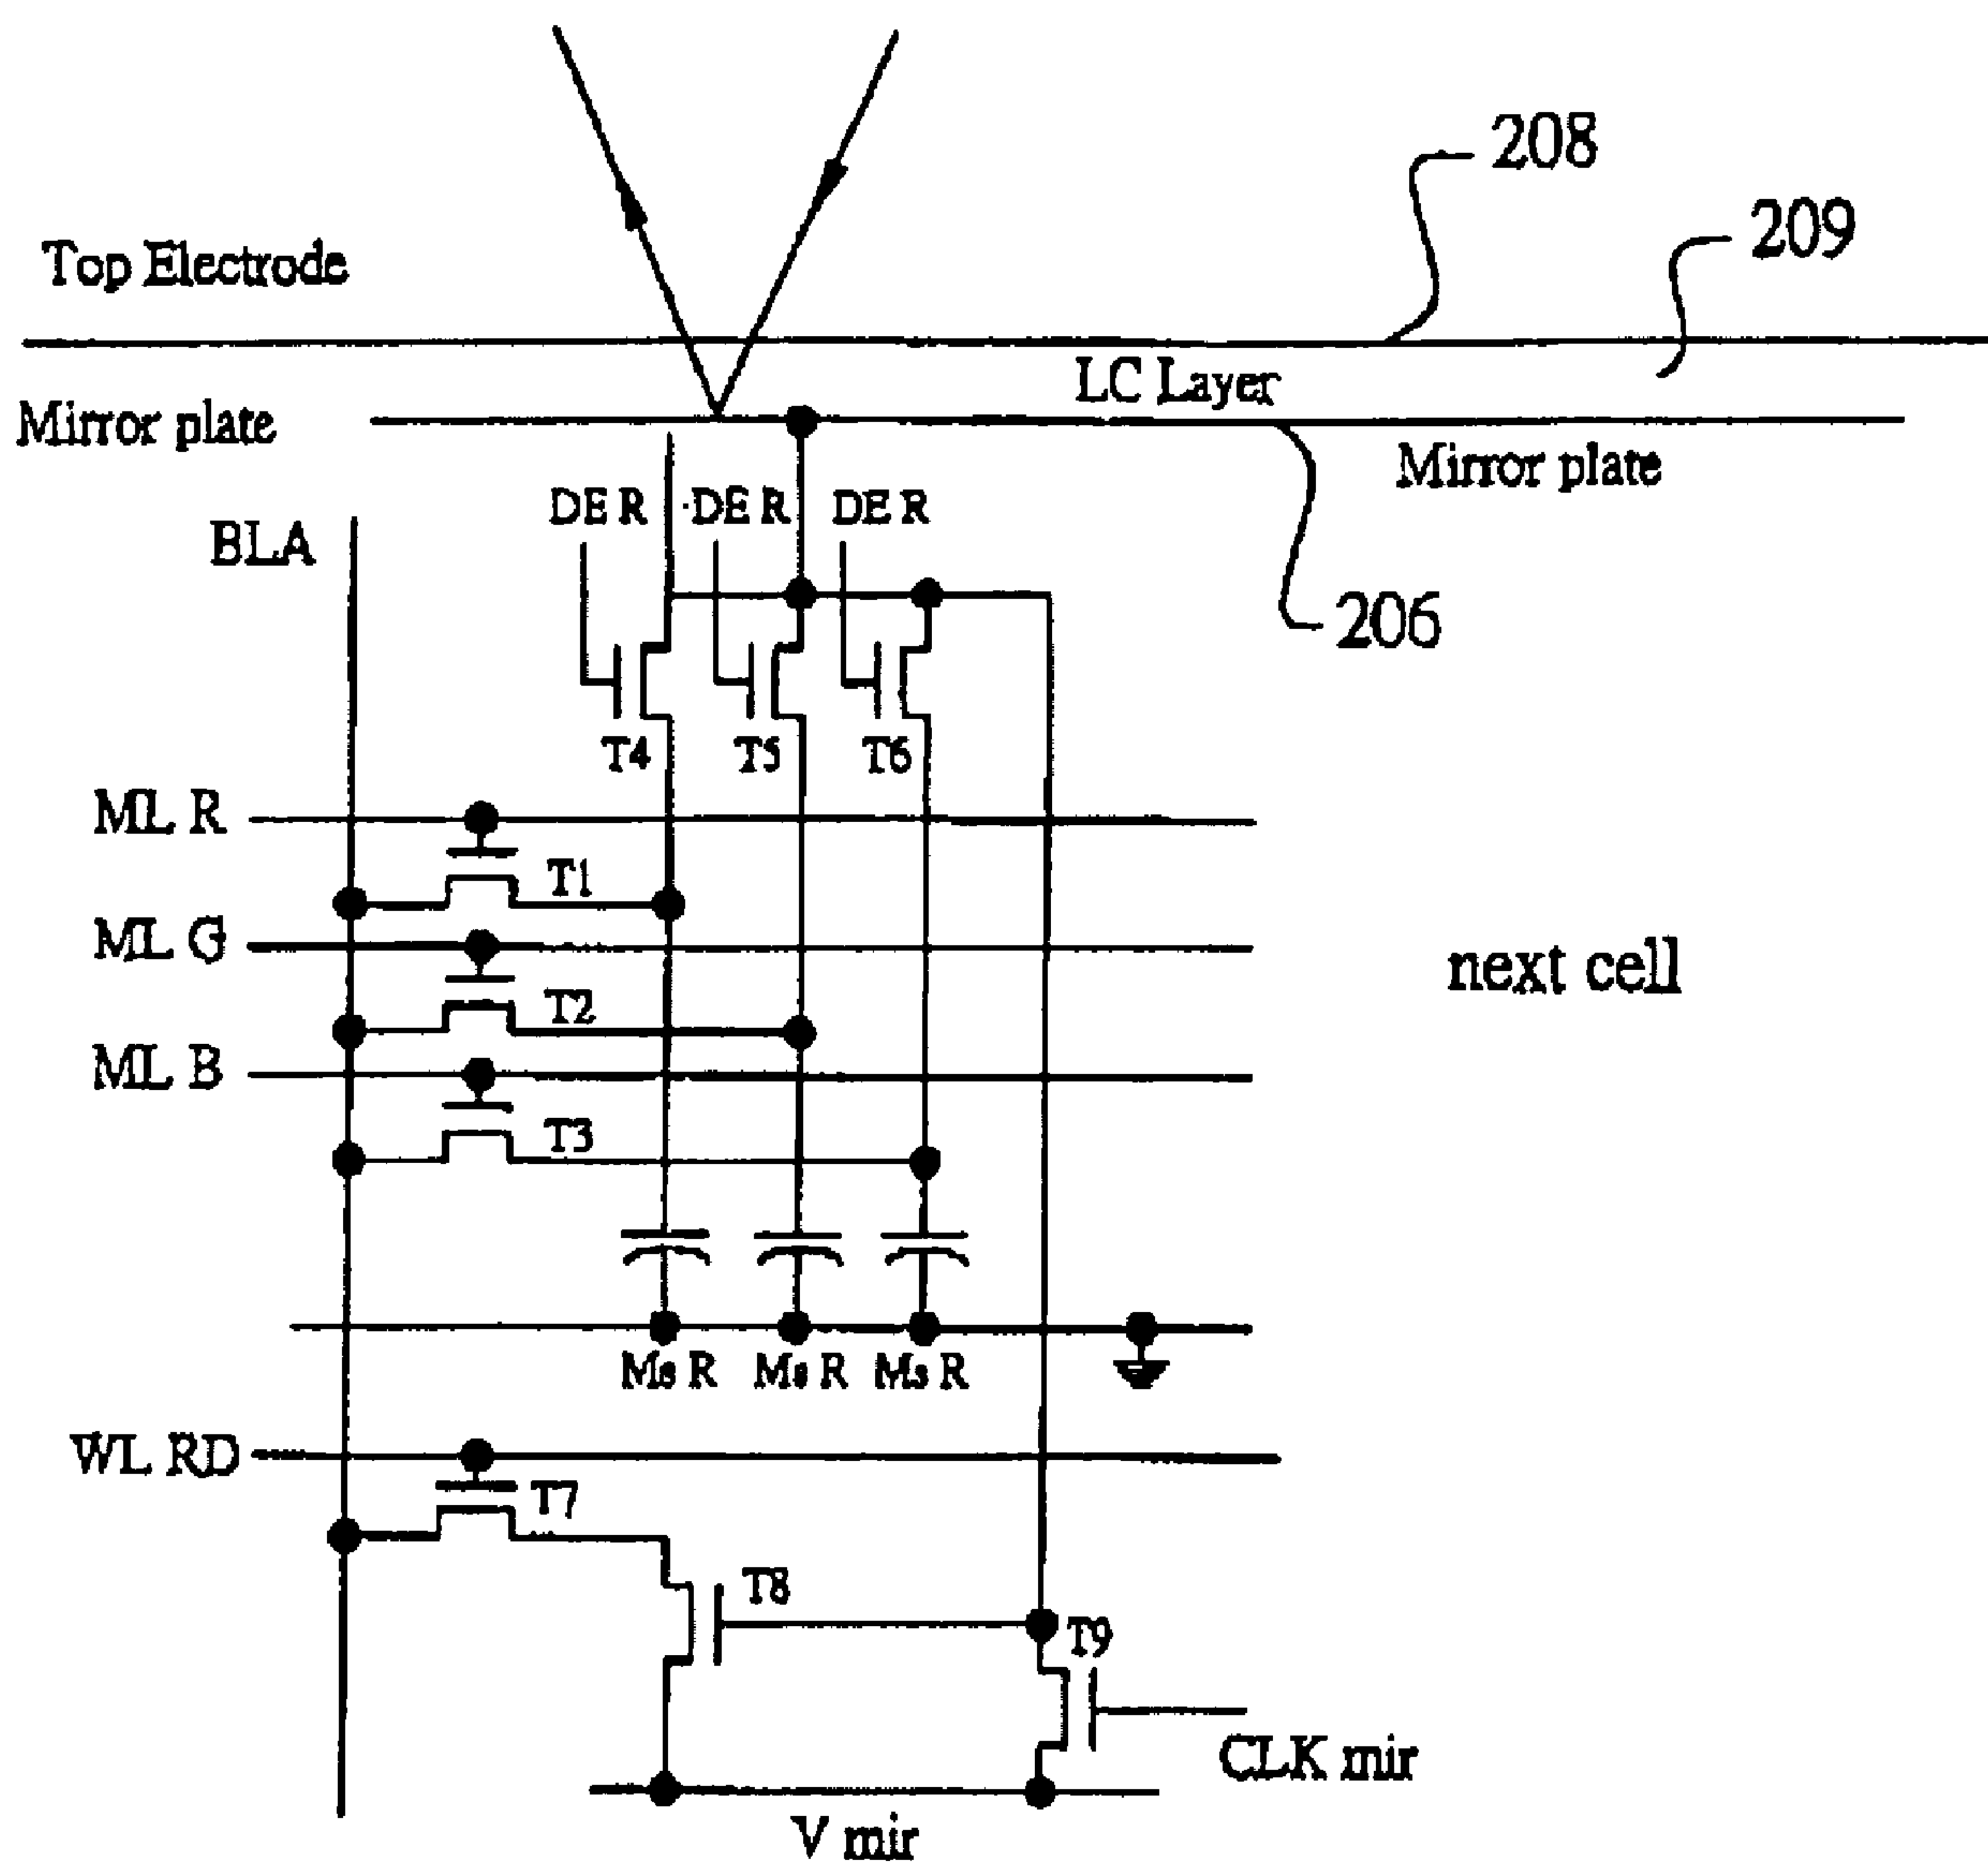 208
209
Top Electrode
LC Layer
Mirror plate
Mirror plate
DE R
DE R
DE R
BLA
206
T4
T5
T6
ML R
T1
ML G
next cell
T2
ML B
T3
Ms R
Ms R
Ms R
WL RD
T7
T8
T9
CLK mir
V mir